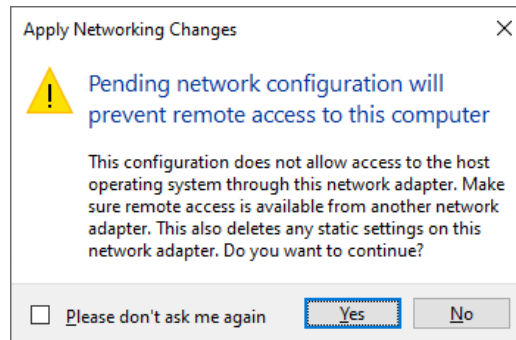 Apply Networking Changes
Pending network configuration will
prevent remote access to this computer
This configuration does not allow access to the host
operating system through this network adapter. Make
sure remote access is available from another network
adapter. This also deletes any static settings on this
network adapter. Do you want to continue?
Please don't ask me again
Yes
No